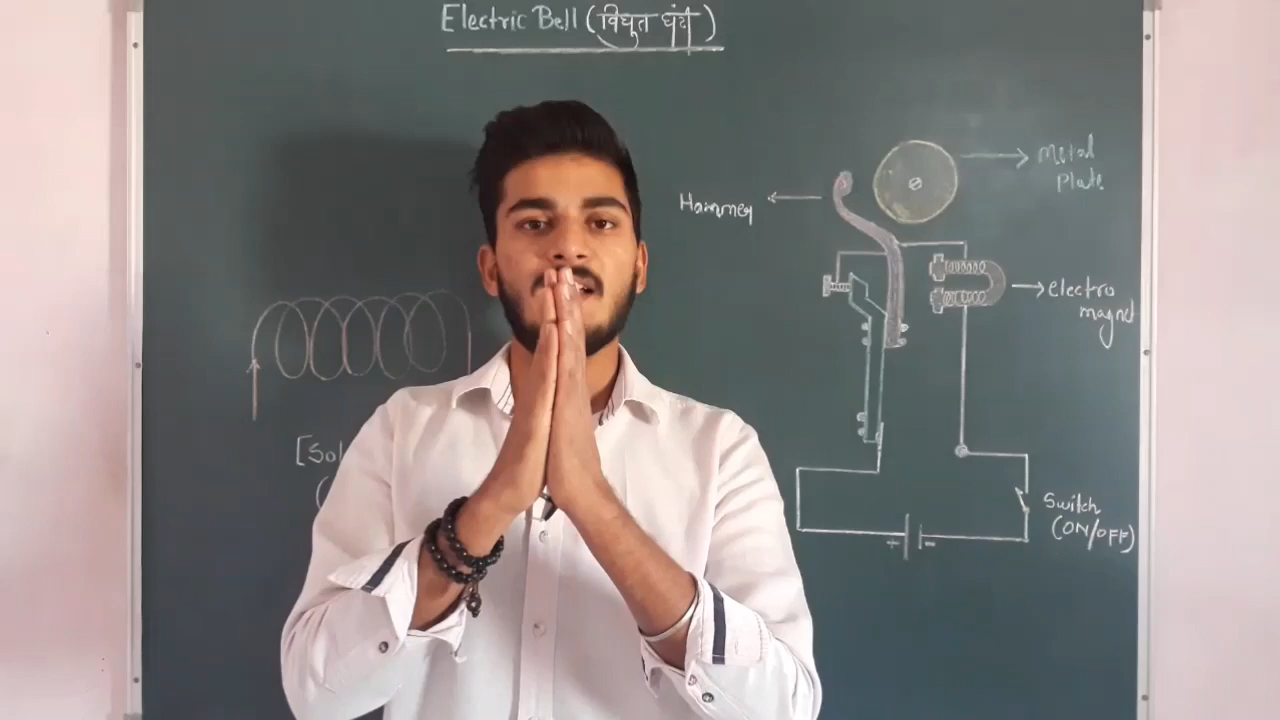 Electric Bell (विधुत घंटी)
Metal
Plate
Hammer
electro
magnet
[Sol
(
Switch
(ON/OFF)
+ -